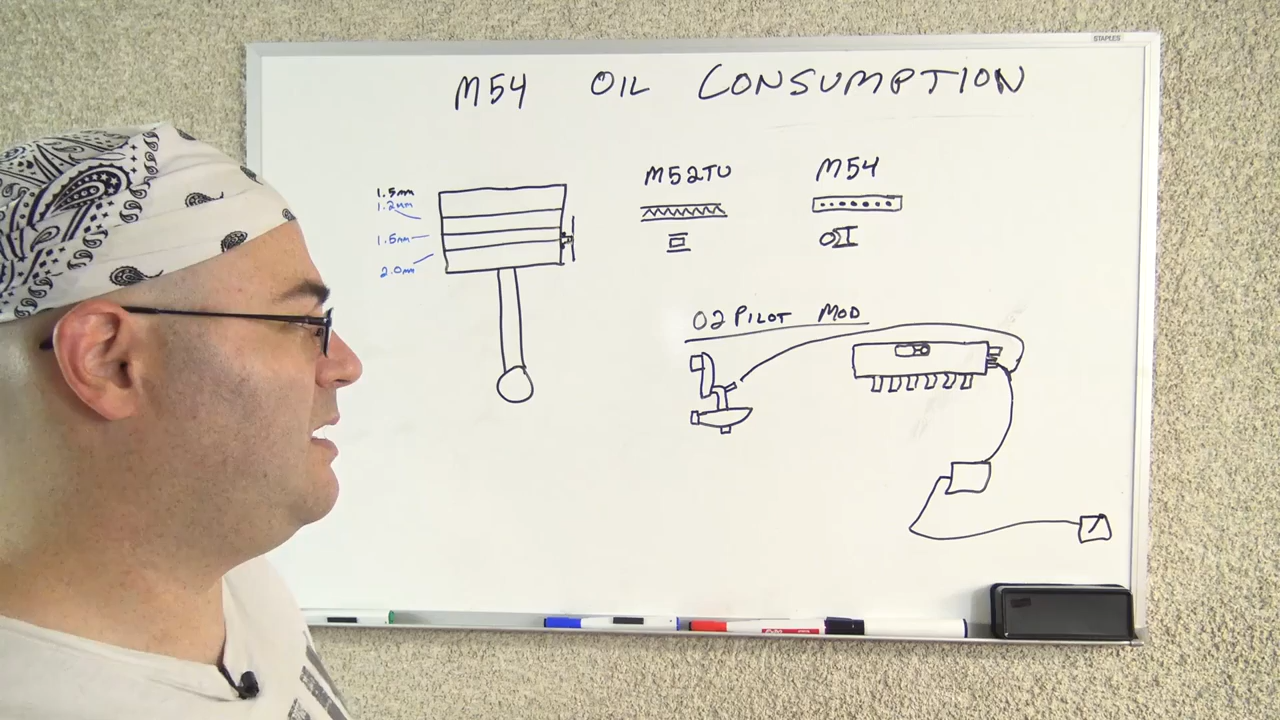 STAPLES
M54 OIL CONSUMPTION
M52TU
M54
1.5mm
1.2mm
1.5mm
2.0mm
O2 PILOT MOD